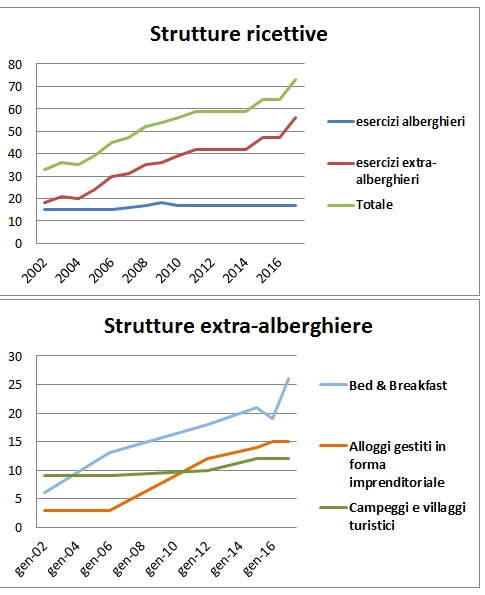 Strutture ricettive
80
70
60
50
40
30
20
10
0
2002
2004
2006
2008
2010
2012
2014
2016
esercizi alberghieri
esercizi extra-
alberghieri
Totale
Strutture extra-alberghiere
30
25
20
15
10
5
0
gen-02
gen-04
gen-06
gen-08
gen-10
gen-12
gen-14
gen-16
Bed & Breakfast
Alloggi gestiti in
forma
imprenditoriale
Campeggi e villaggi
turistici